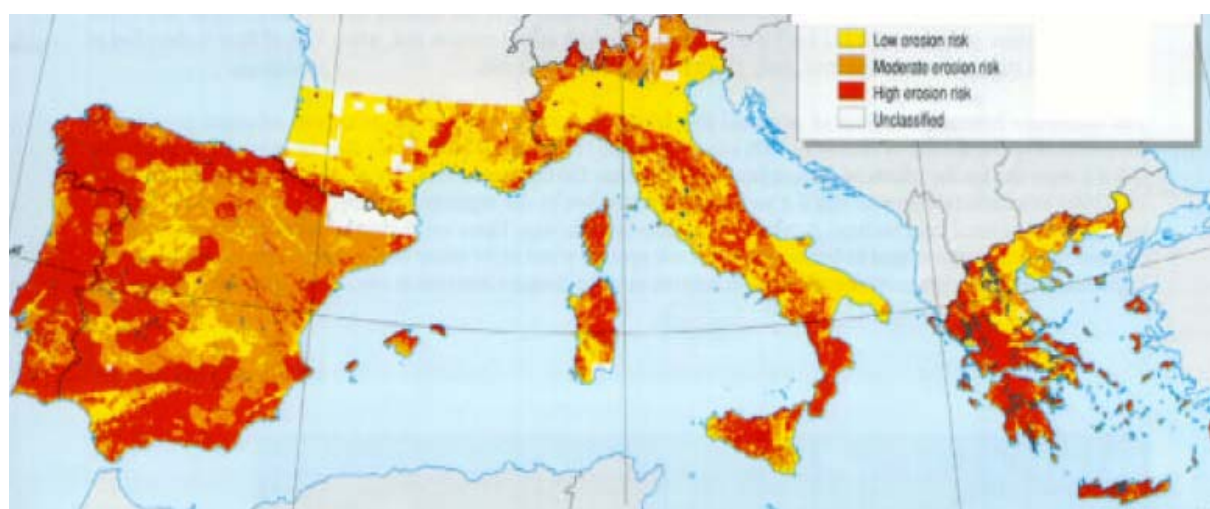 Low erosion risk
Moderate erosion risk
High erosion risk
Unclassified